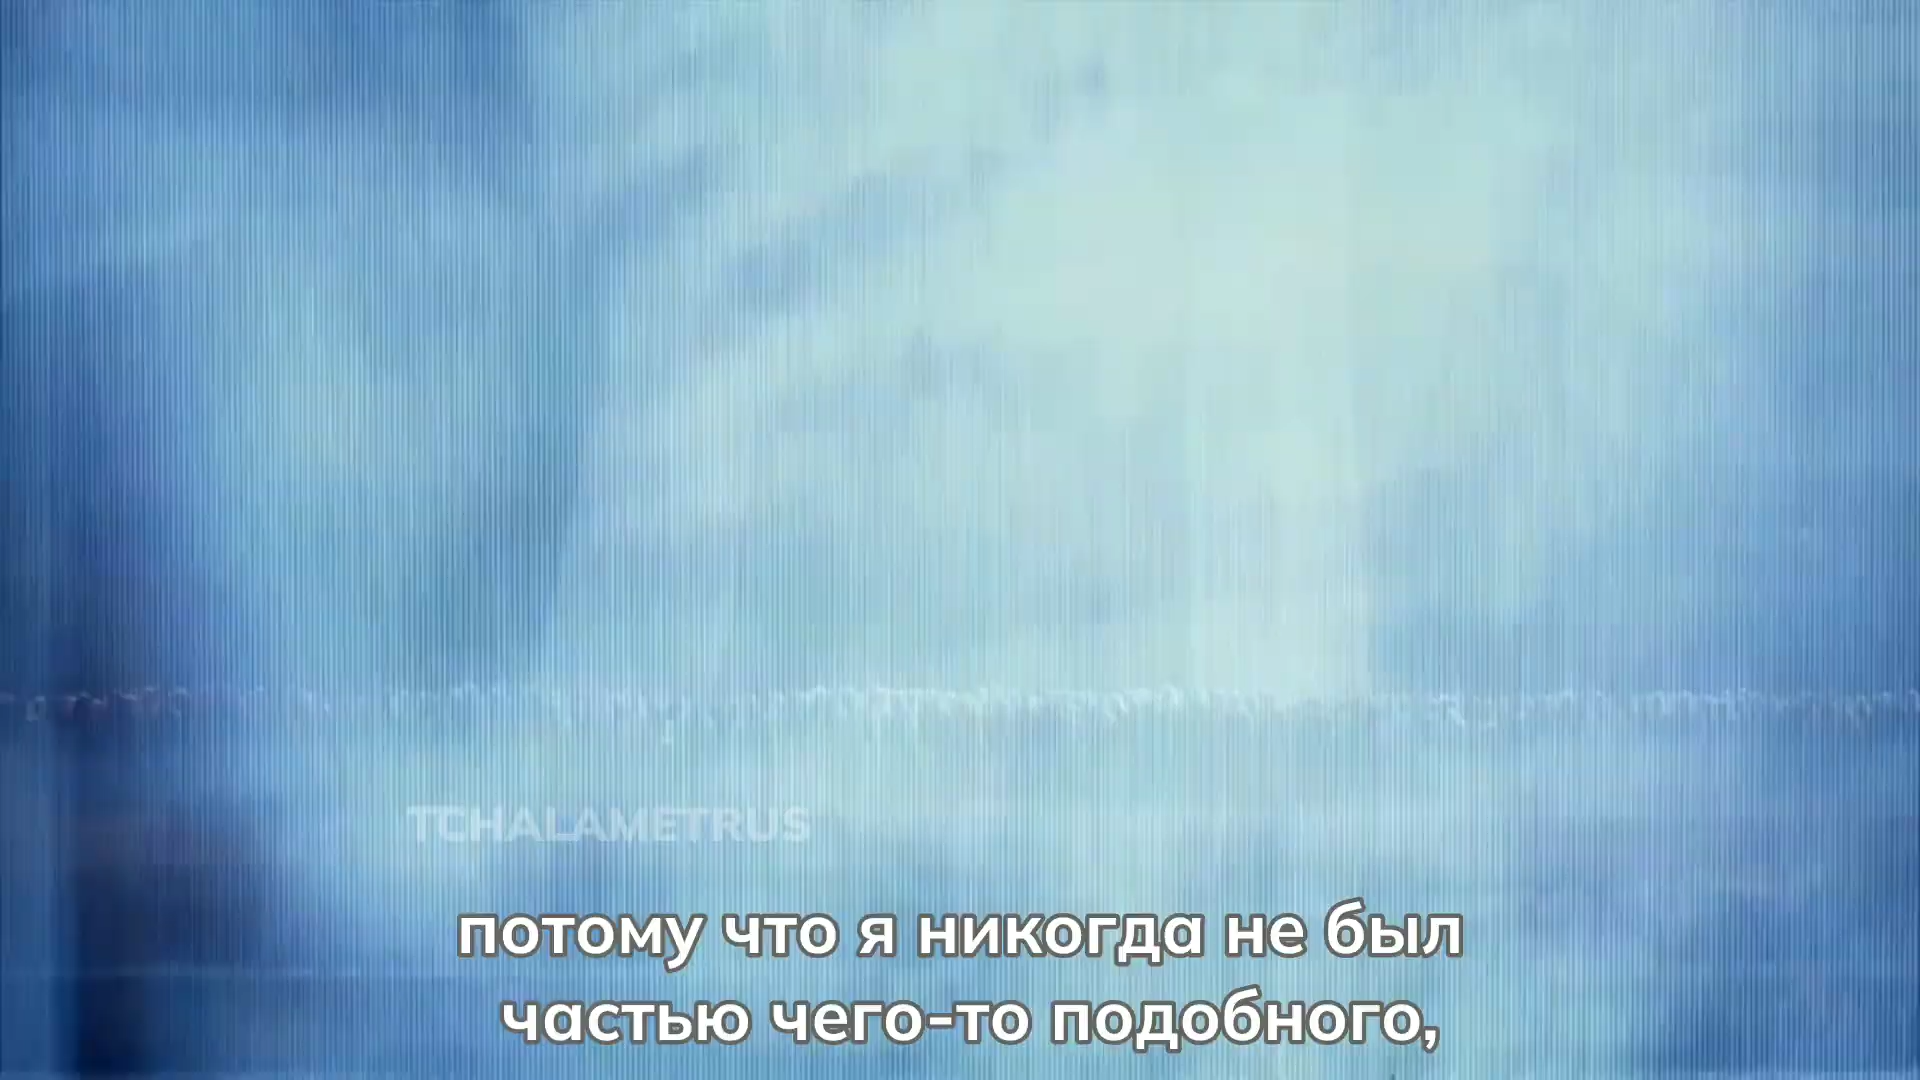 TCHALAMETRUS
потому что я никогда не был
частью чего-то подобного,